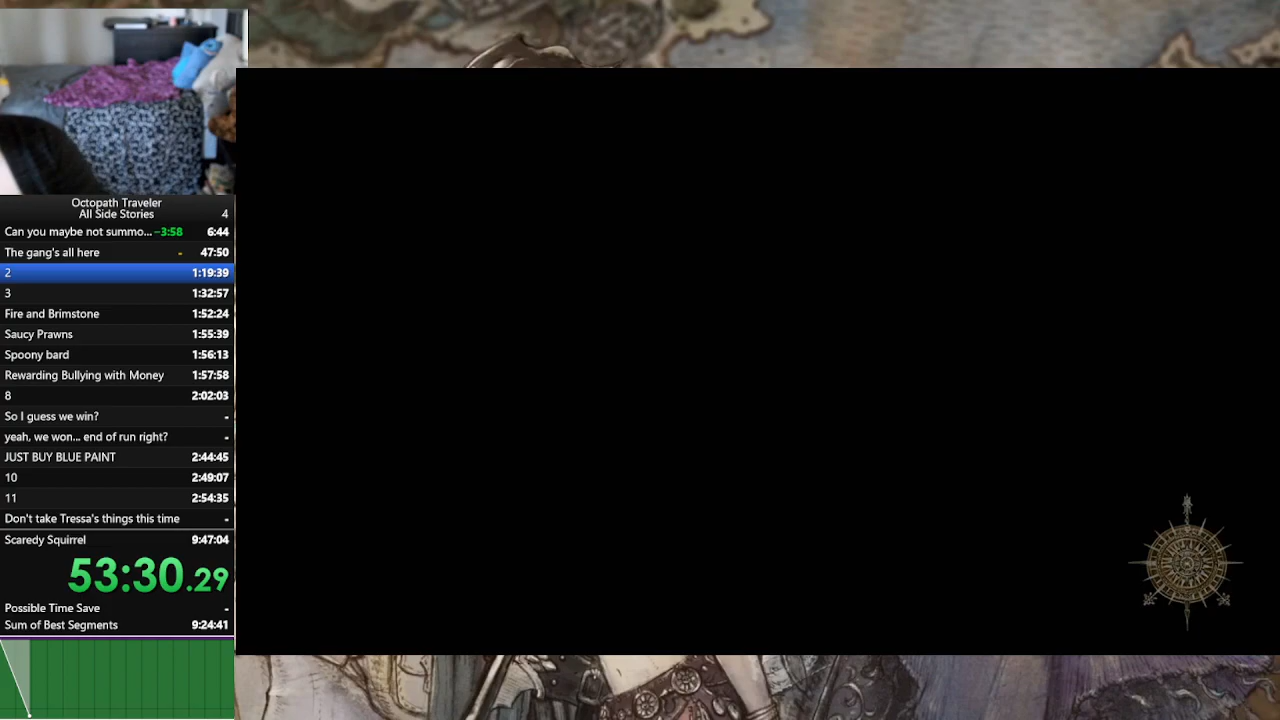 Octopath Traveler
All Side Stories 4
Can you maybe not summo... -3:58 6:44
The gang's all here - 47:50
2 1:19:39
3 1:32:57
Fire and Brimstone 1:52:24
Saucy Prawns 1:55:39
Spoony bard 1:56:13
Rewarding Bullying with Money 1:57:58
8 2:02:03
So I guess we win? -
yeah, we won... end of run right? -
JUST BUY BLUE PAINT 2:44:45
10 2:49:07
11 2:54:35
Don't take Tressa's things this time -
Scaredy Squirrel 9:47:04
53:30.29
Possible Time Save -
Sum of Best Segments 9:24:41